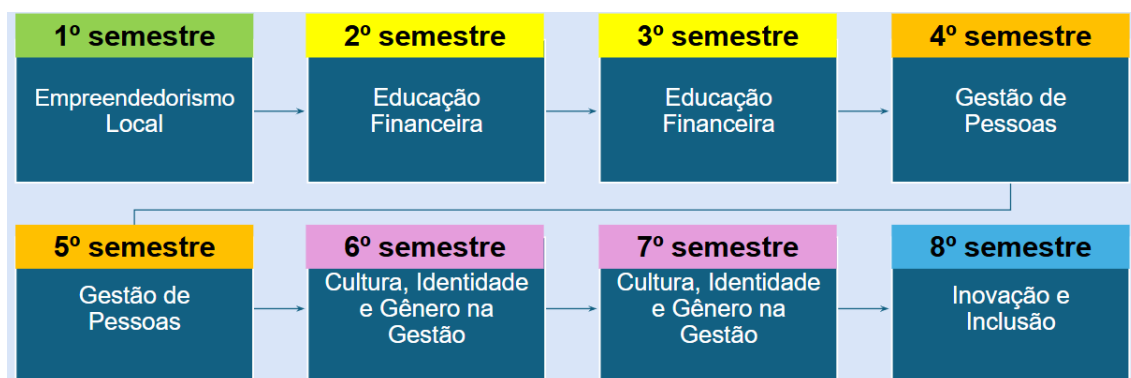 1º semestre
Empreendedorismo
Local
2º semestre
Educação
Financeira
3º semestre
Educação
Financeira
4º semestre
Gestão de
Pessoas
5º semestre
Gestão de
Pessoas
6º semestre
Cultura, Identidade
e Gênero na
Gestão
7º semestre
Cultura, Identidade
e Gênero na
Gestão
8º semestre
Inovação e
Inclusão